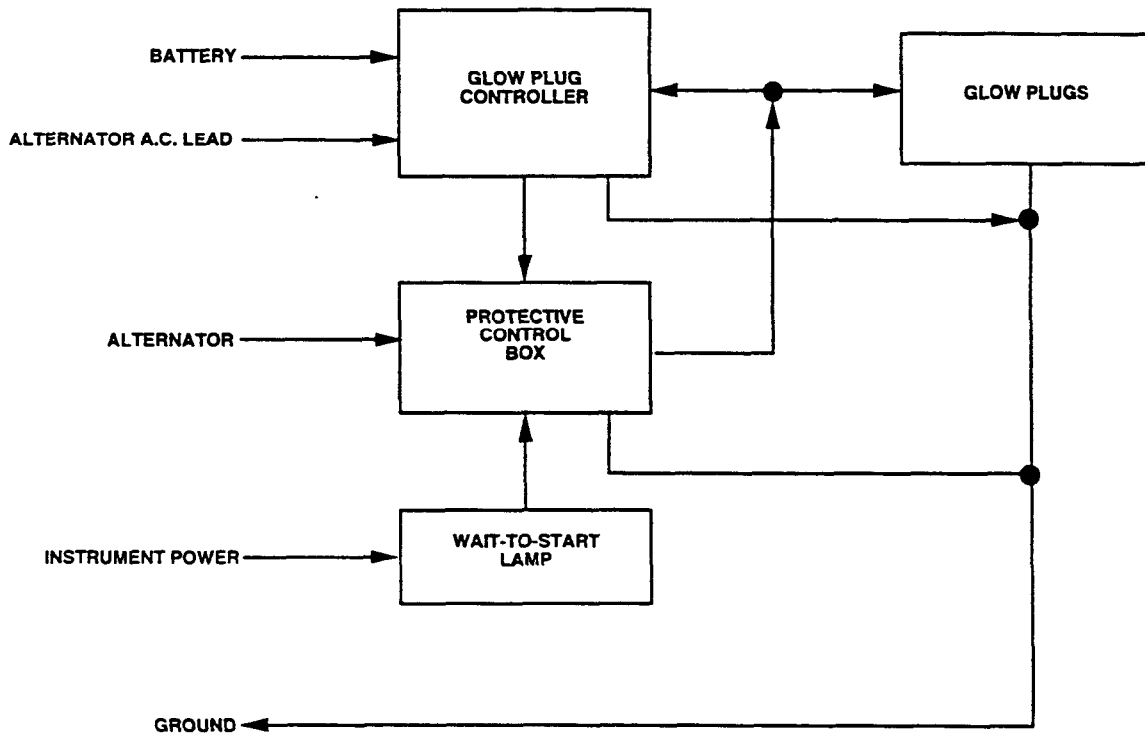 BATTERY
GLOW PLUG
CONTROLLER
GLOW PLUGS
ALTERNATOR A.C. LEAD
ALTERNATOR
PROTECTIVE
CONTROL
BOX
INSTRUMENT POWER
WAIT-TO-START
LAMP
GROUND